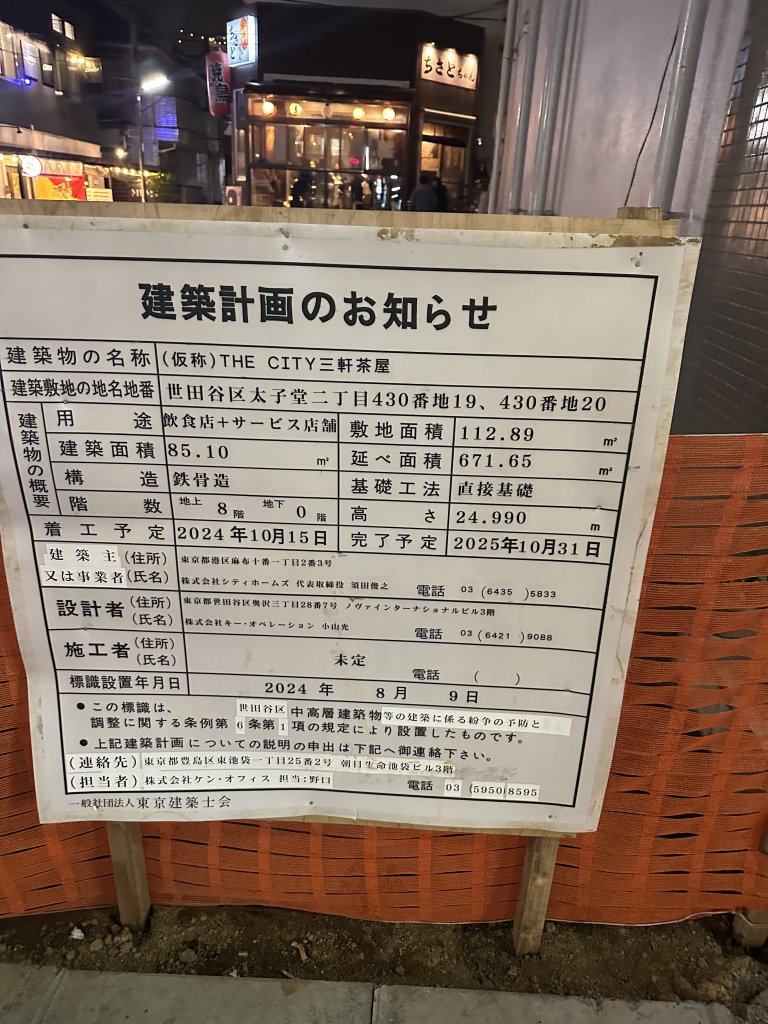 ちさと
焼鳥
ちさとちゃん
建築計画のお知らせ
建築物の名称 (仮称)THE CITY三軒茶屋
建築敷地の地名地番 世田谷区太子堂二丁目430番地19、430番地20
建築物の概要
用途 飲食店+サービス店舗 敷地面積 112.89 m²
建築面積 85.10 m² 延べ面積 671.65 m²
構造 鉄骨造 基礎工法 直接基礎
階数 地上 8 階 地下 0 階 高さ 24.990 m
着工予定 2024年10月15日 完了予定 2025年10月31日
建築主 (住所) 東京都港区麻布十番一丁目2番3号
又は事業者 (氏名) 株式会社シティホームズ 代表取締役 須田俊之 電話 03 (6435) 5833
設計者 (住所) 東京都世田谷区奥沢三丁目28番7号 ノヴァインターナショナルビル3階
(氏名) 株式会社キー・オペレーション 小山光 電話 03 (6421) 9088
施工者 (住所) 未定
(氏名) 電話 ( )
標識設置年月日 2024 年 8 月 9 日
● この標識は、世田谷区中高層建築物等の建築に係る紛争の予防と
調整に関する条例第6条第1項の規定により設置したものです。
● 上記建築計画についての説明の申出は下記へ御連絡下さい。
(連絡先) 東京都豊島区東池袋一丁目25番2号 朝日生命池袋ビル3階
(担当者) 株式会社ケン・オフィス 担当:野口 電話 03 (5950) 8595
一般社団法人東京建築士会